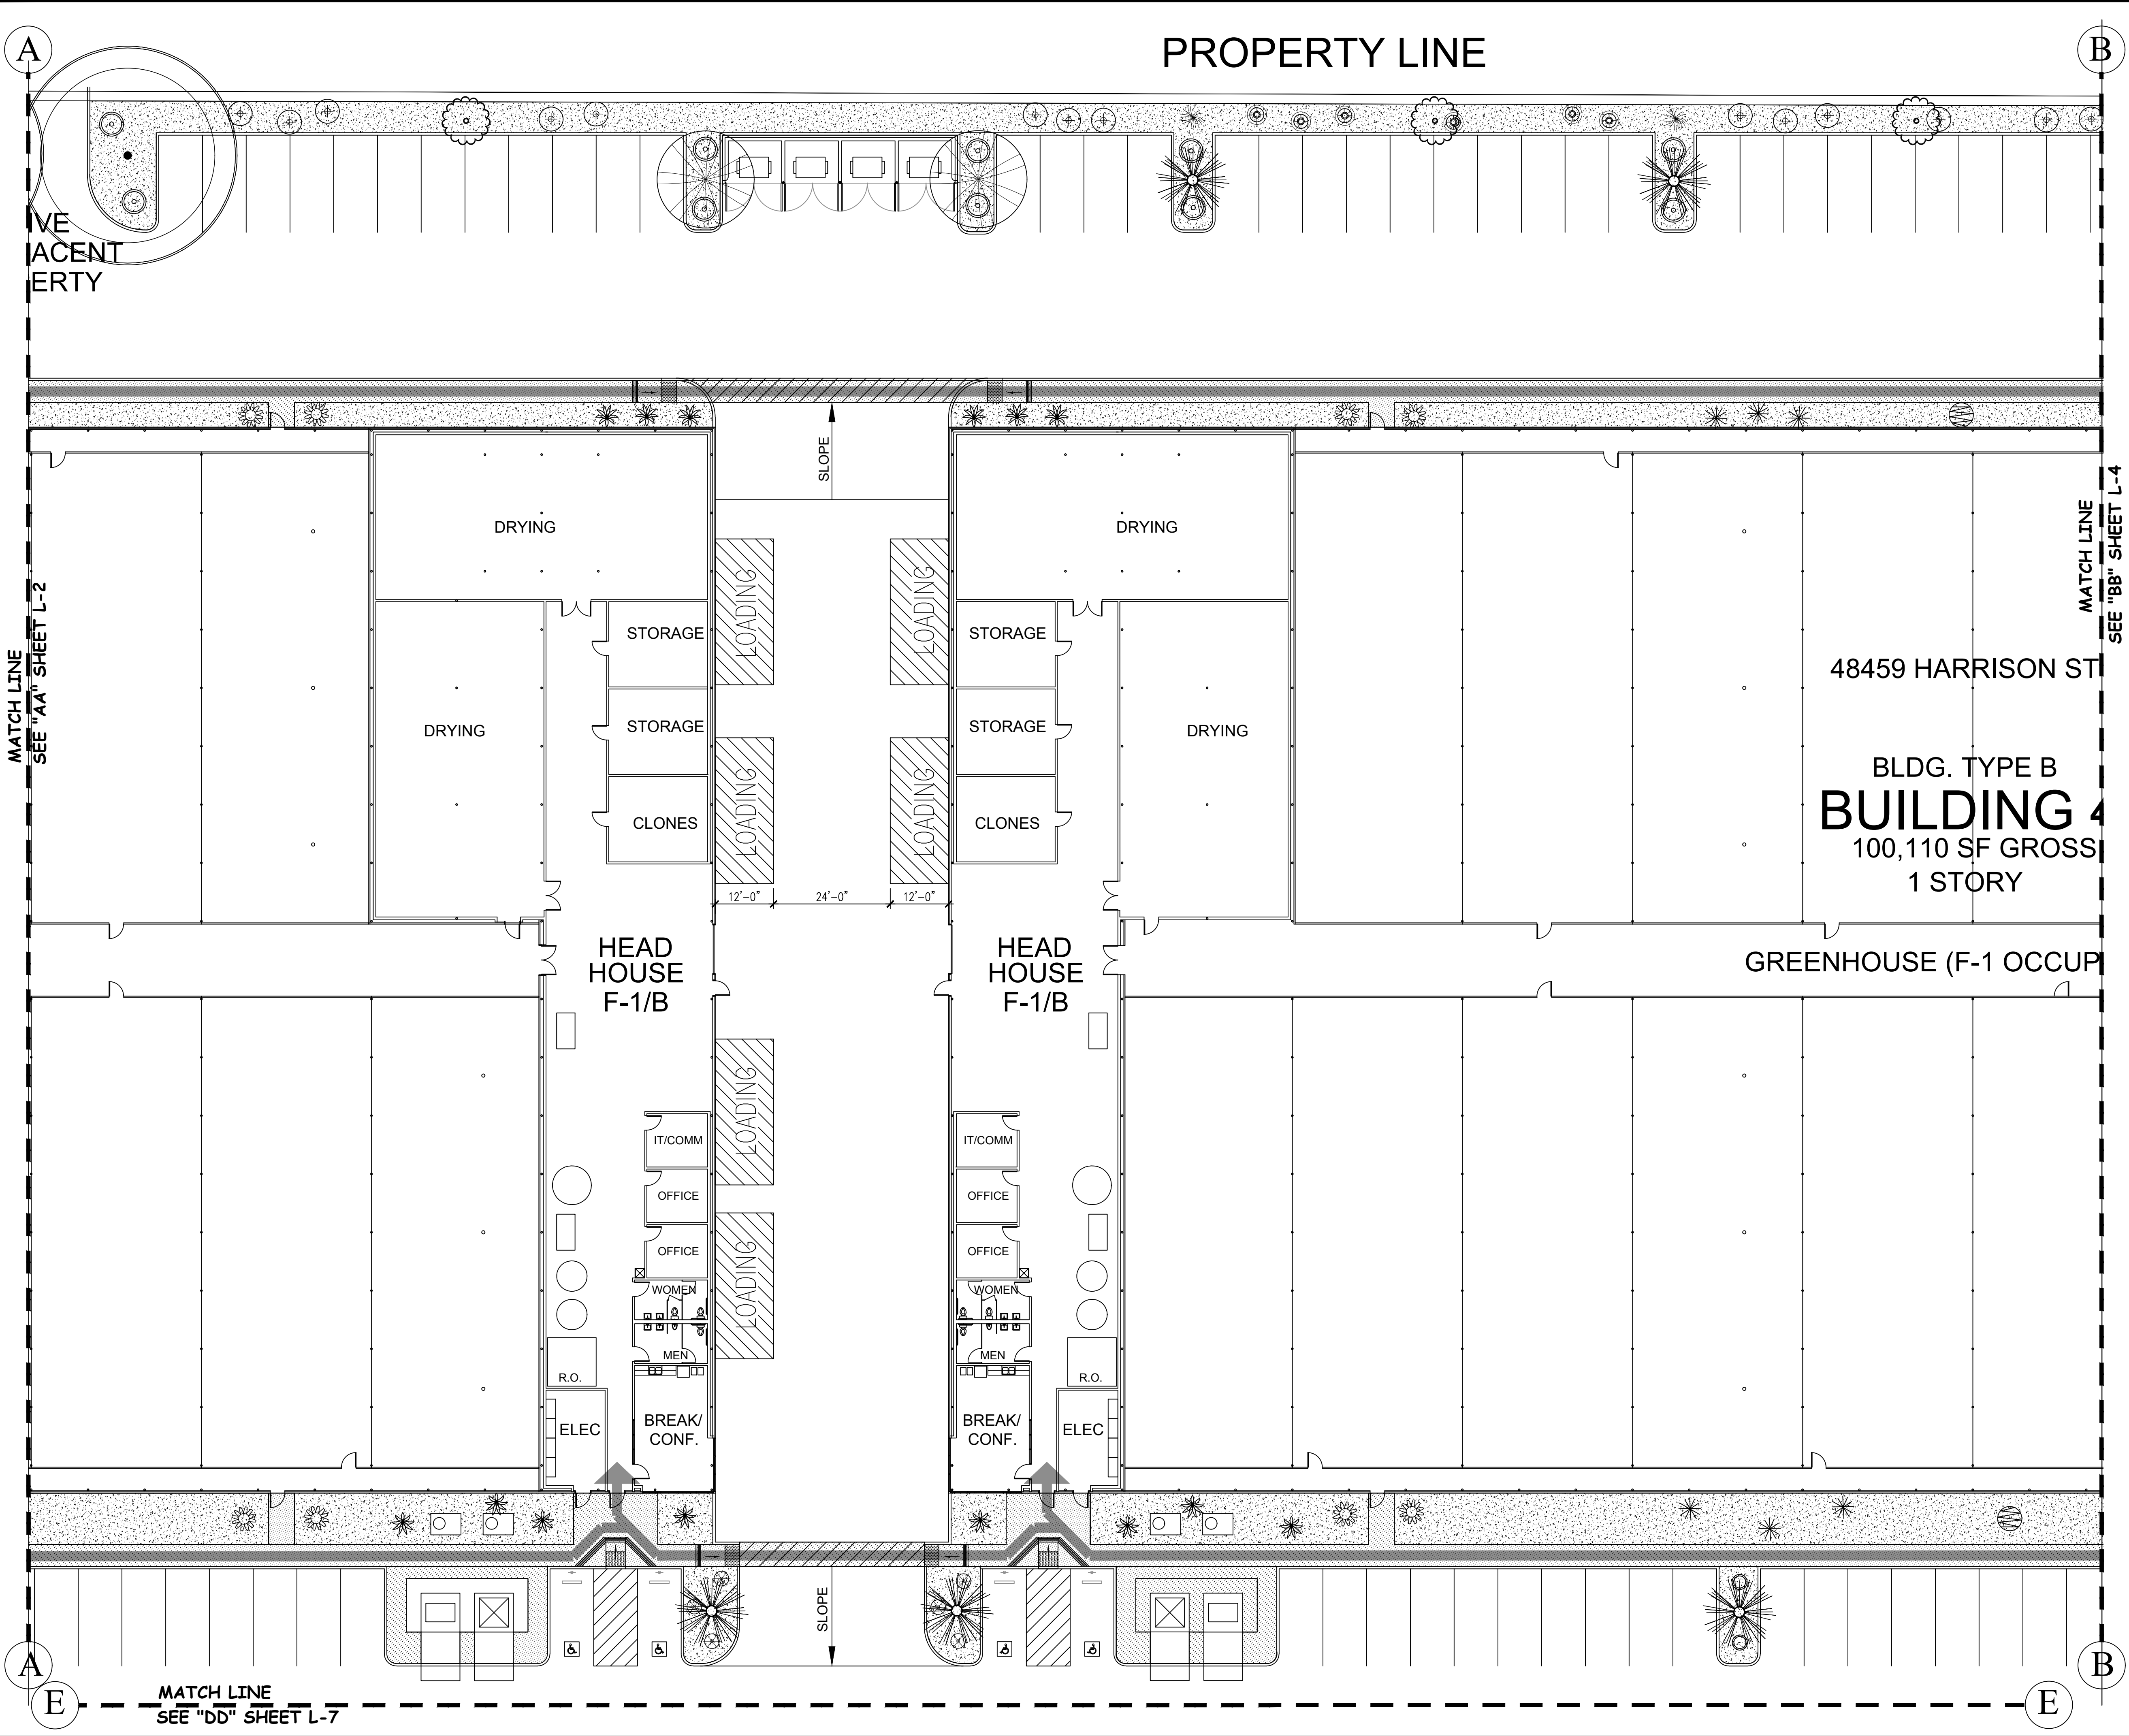 A
PROPERTY LINE
B
IVE
ACENT
ERTY
SLOPE
MATCH LINE
SEE "AA" SHEET L-2
MATCH LINE
SEE "BB" SHEET L-4
DRYING
DRYING
LOADING
LOADING
STORAGE
STORAGE
48459 HARRISON ST
STORAGE
STORAGE
DRYING
DRYING
LOADING
LOADING
BLDG. TYPE B
BUILDING 4
100,110 SF GROSS
1 STORY
CLONES
CLONES
12'-0"
24'-0"
12'-0"
HEAD
HOUSE
F-1/B
HEAD
HOUSE
F-1/B
GREENHOUSE (F-1 OCCUP
LOADING
IT/COMM
IT/COMM
OFFICE
OFFICE
OFFICE
OFFICE
LOADING
WOMEN
WOMEN
MEN
MEN
R.O.
R.O.
ELEC
BREAK/
CONF.
BREAK/
CONF.
ELEC
SLOPE
A
B
E
MATCH LINE
SEE "DD" SHEET L-7
E